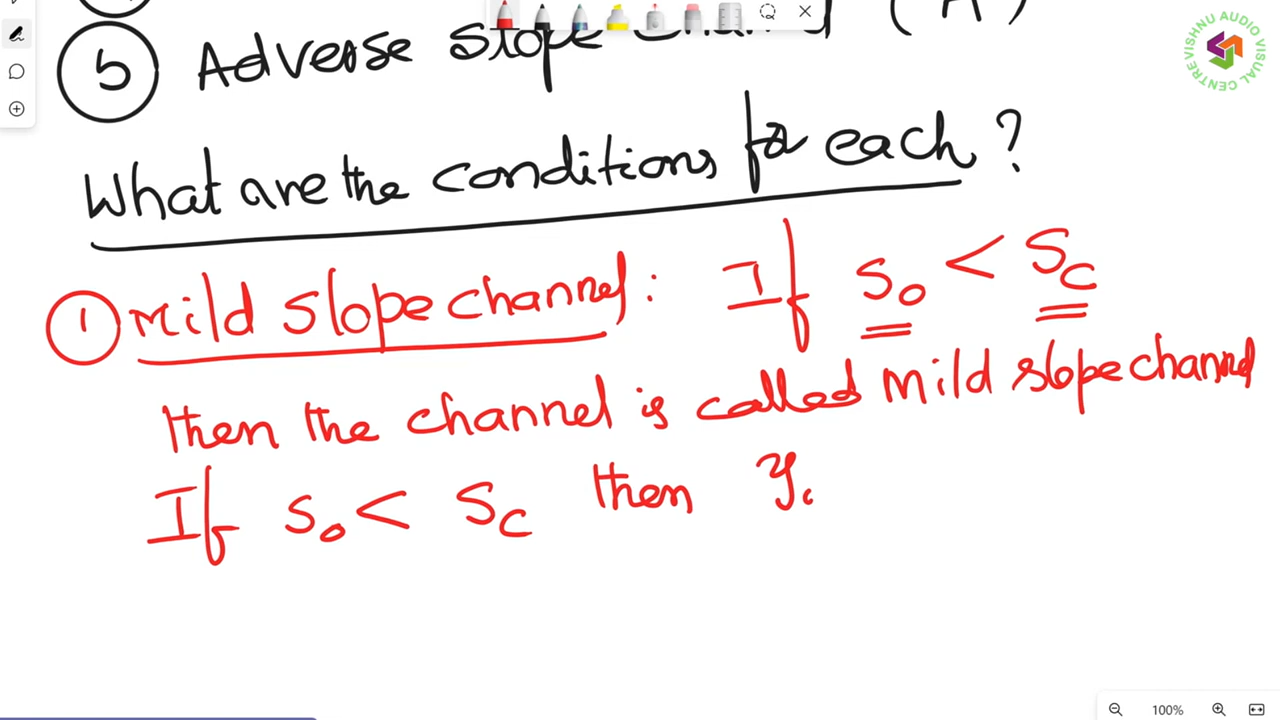 5 Adverse slope channel (A)
What are the conditions for each?
1 Mild slope channel: If S₀ < Sc
then the channel is called Mild slope channel
If S₀ < Sc then y
VISHNU AUDIO VISUAL CENTRE
100%